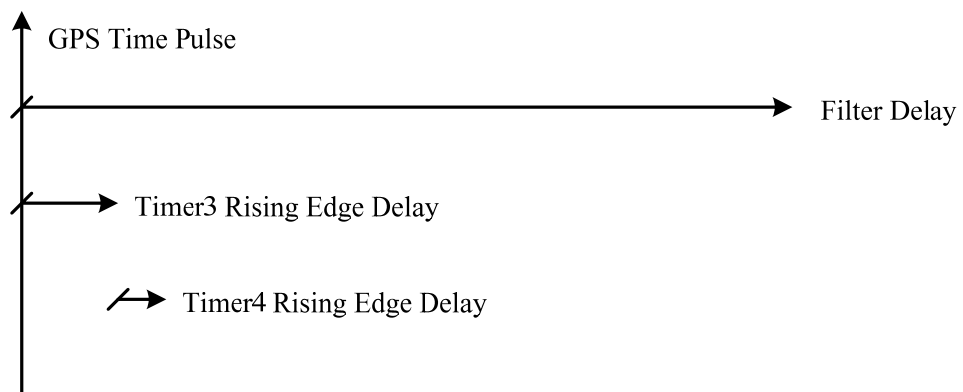 GPS Time Pulse
Filter Delay
Timer3 Rising Edge Delay
Timer4 Rising Edge Delay